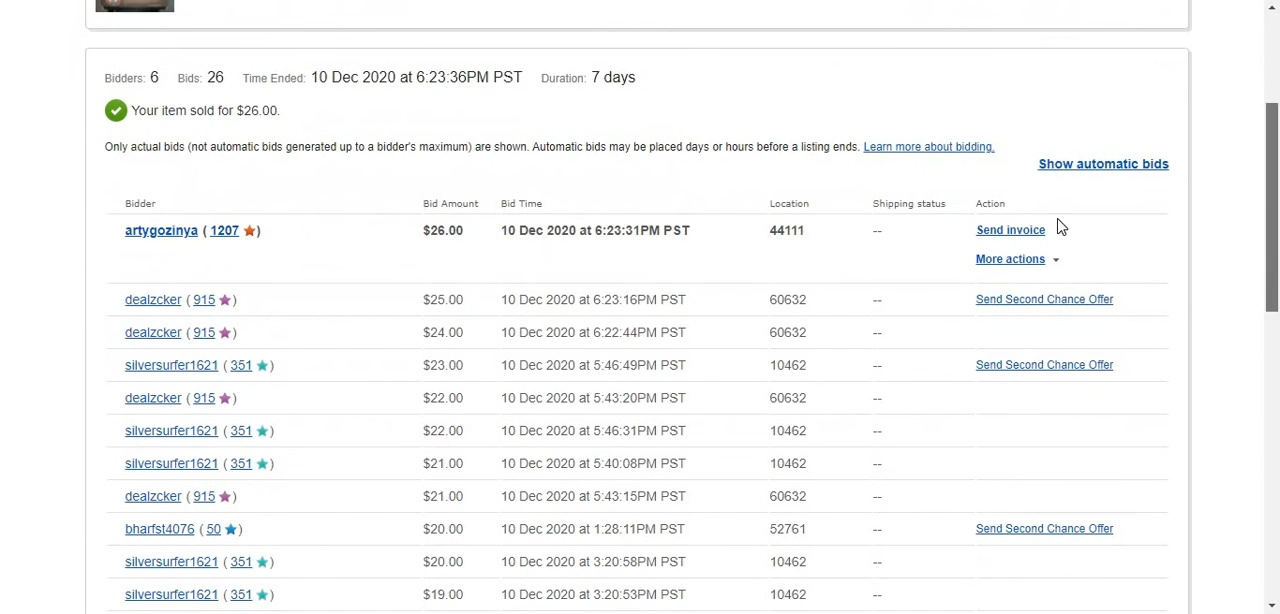 Bidders: 6 Bids: 26 Time Ended: 10 Dec 2020 at 6:23:36PM PST Duration: 7 days
Your item sold for $26.00.
Only actual bids (not automatic bids generated up to a bidder's maximum) are shown. Automatic bids may be placed days or hours before a listing ends. Learn more about bidding.
Show automatic bids
Bidder Bid Amount Bid Time Location Shipping status Action
artygozinya ( 1207 ) $26.00 10 Dec 2020 at 6:23:31PM PST 44111 -- Send invoice
More actions
dealzcker ( 915 ) $25.00 10 Dec 2020 at 6:23:16PM PST 60632 -- Send Second Chance Offer
dealzcker ( 915 ) $24.00 10 Dec 2020 at 6:22:44PM PST 60632 --
silversurfer1621 ( 351 ) $23.00 10 Dec 2020 at 5:46:49PM PST 10462 -- Send Second Chance Offer
dealzcker ( 915 ) $22.00 10 Dec 2020 at 5:43:20PM PST 60632 --
silversurfer1621 ( 351 ) $22.00 10 Dec 2020 at 5:46:31PM PST 10462 --
silversurfer1621 ( 351 ) $21.00 10 Dec 2020 at 5:40:08PM PST 10462 --
dealzcker ( 915 ) $21.00 10 Dec 2020 at 5:43:15PM PST 60632 --
bharfst4076 ( 50 ) $20.00 10 Dec 2020 at 1:28:11PM PST 52761 -- Send Second Chance Offer
silversurfer1621 ( 351 ) $20.00 10 Dec 2020 at 3:20:58PM PST 10462 --
silversurfer1621 ( 351 ) $19.00 10 Dec 2020 at 3:20:53PM PST 10462 --